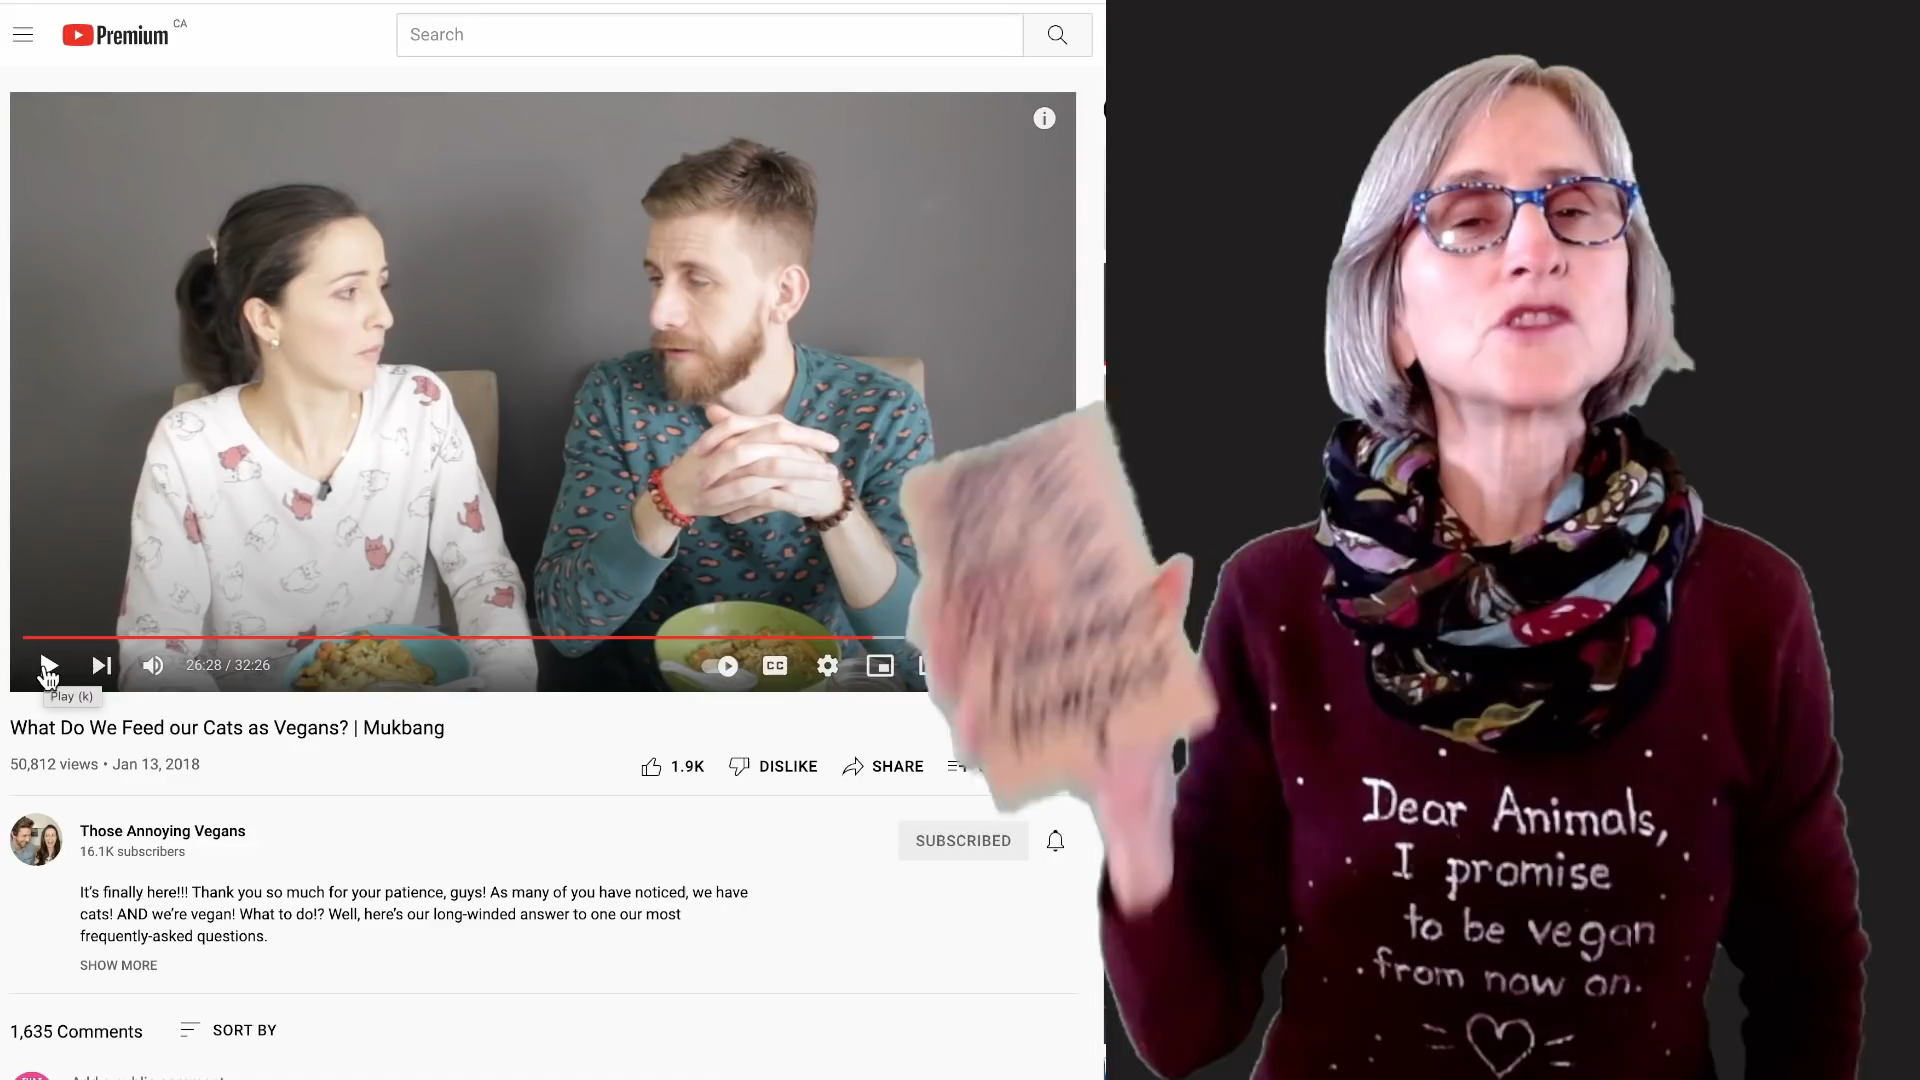 Premium CA
Search
26:28 / 32:26
CC
Play (k)
What Do We Feed our Cats as Vegans? | Mukbang
50,812 views • Jan 13, 2018
1.9K
DISLIKE
SHARE
Those Annoying Vegans
16.1K subscribers
SUBSCRIBED
It's finally here!!! Thank you so much for your patience, guys! As many of you have noticed, we have
cats! AND we're vegan! What to do!? Well, here's our long-winded answer to one our most
frequently-asked questions.
SHOW MORE
1,635 Comments
SORT BY
Dear Animals,
I promise
to be vegan
from now on.